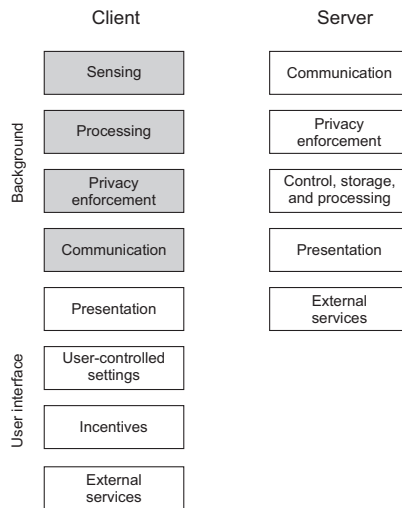 Client
Server
Background
Sensing
Processing
Privacy
enforcement
Communication
User interface
Presentation
User-controlled
settings
Incentives
External
services
Communication
Privacy
enforcement
Control, storage,
and processing
Presentation
External
services